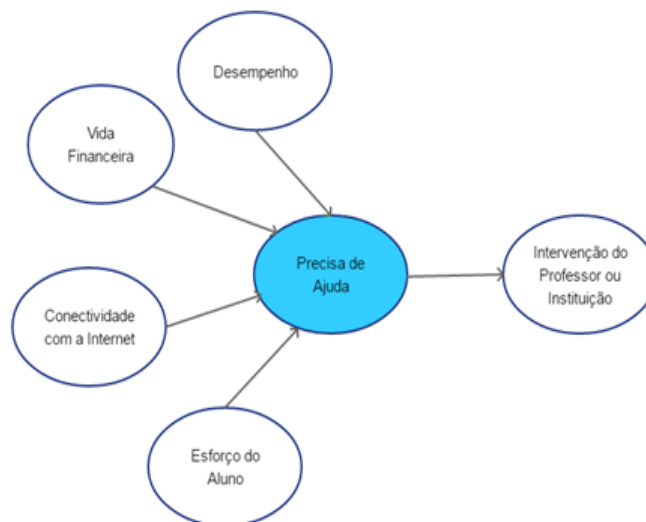 Desempenho
Vida
Financeira
Precisa de
Ajuda
Intervenção do
Professor ou
Instituição
Conectividade
com a Internet
Esforço do
Aluno